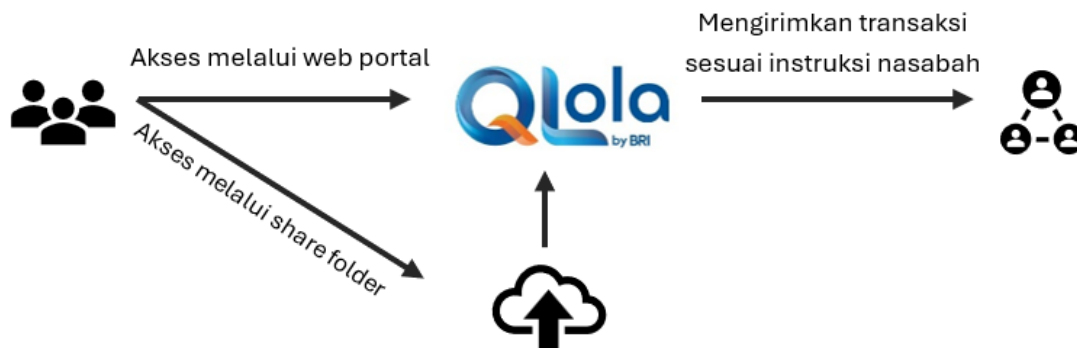 Akses melalui web portal
Mengirimkan transaksi
sesuai instruksi nasabah
QLola
by BRI
Akses melalui share folder